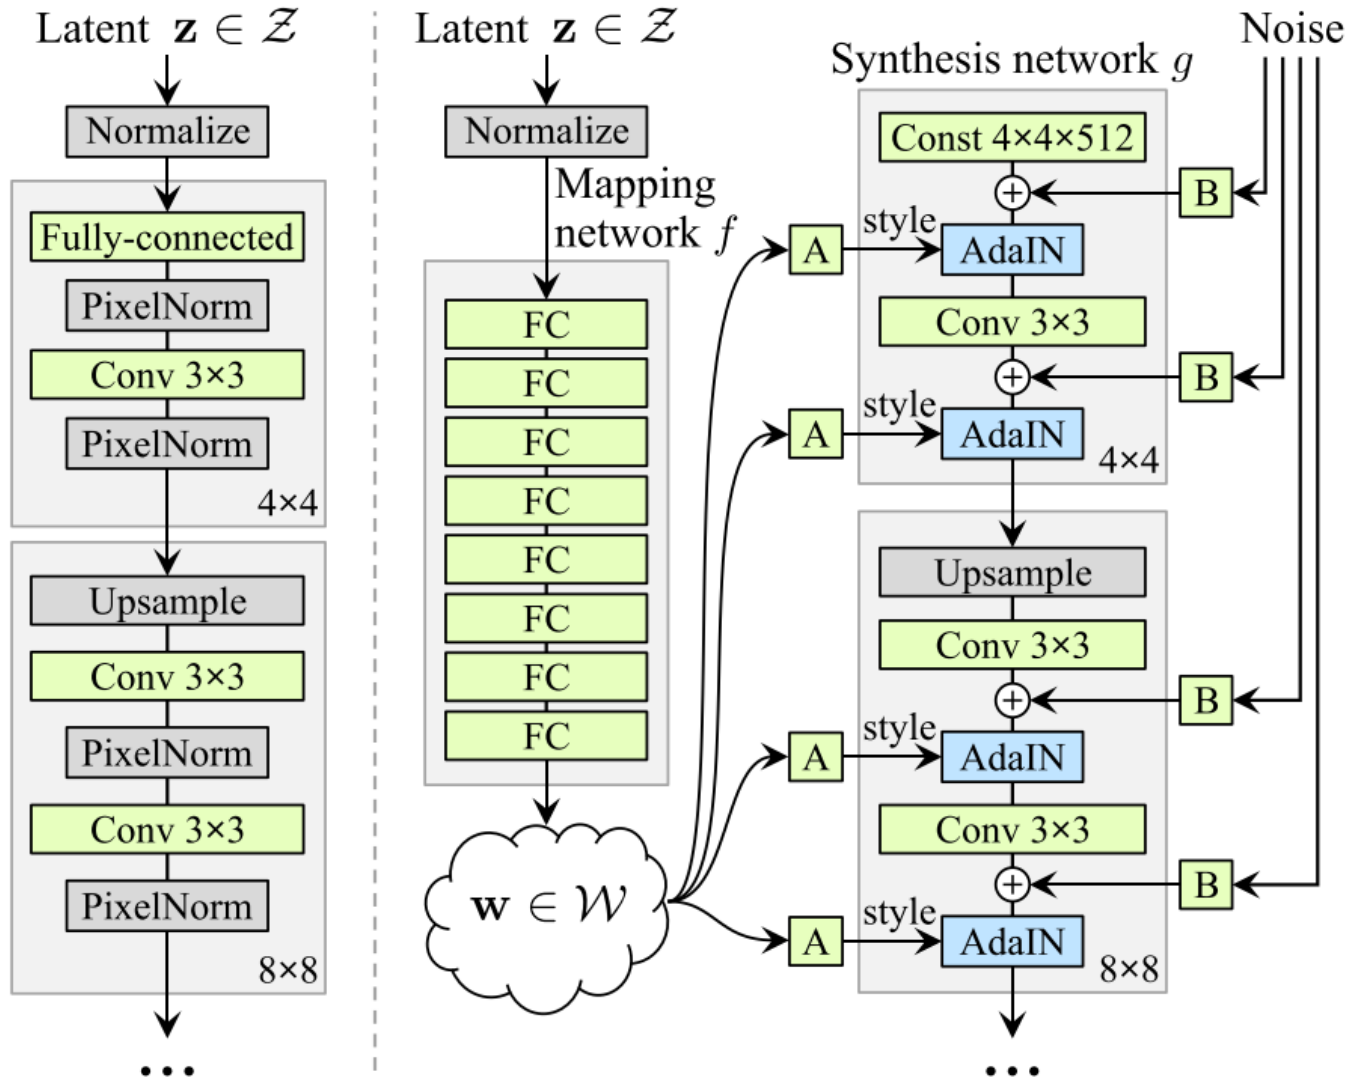 Latent z ∈ 𝒵
Normalize
Fully-connected
PixelNorm
Conv 3×3
PixelNorm
4×4
Upsample
Conv 3×3
PixelNorm
Conv 3×3
PixelNorm
8×8
...
Latent z ∈ 𝒵
Normalize
Mapping
network f
FC
FC
FC
FC
FC
FC
FC
FC
w ∈ 𝒲
A
style
A
style
A
style
A
style
Synthesis network g
Const 4×4×512
+
AdaIN
Conv 3×3
+
AdaIN
4×4
Upsample
Conv 3×3
+
AdaIN
Conv 3×3
+
AdaIN
8×8
...
Noise
B
B
B
B